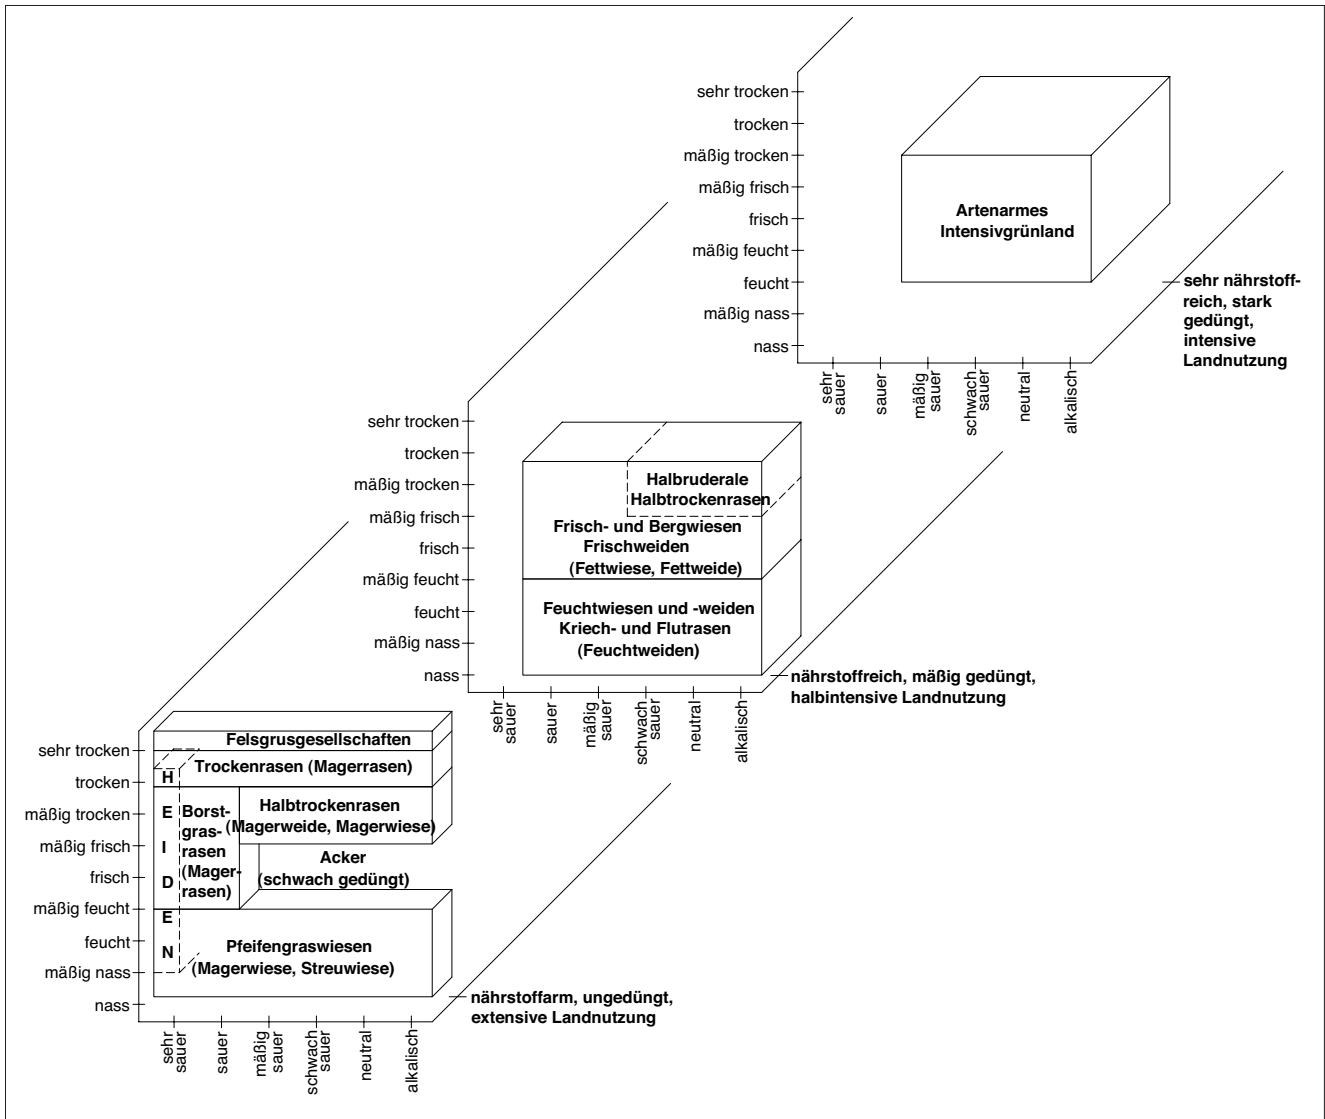 sehr trocken
trocken
mäßig trocken
mäßig frisch
frisch
mäßig feucht
feucht
mäßig nass
nass
Artenarmes
Intensivgrünland
sehr nährstoff-
reich, stark
gedüngt,
intensive
Landnutzung
sehr
sauer
sauer
mäßig
sauer
schwach
sauer
neutral
alkalisch
sehr trocken
trocken
mäßig trocken
mäßig frisch
frisch
mäßig feucht
feucht
mäßig nass
nass
Halbruderale
Halbtrockenrasen
Frisch- und Bergwiesen
Frischweiden
(Fettwiese, Fettweide)
Feuchtwiesen und -weiden
Kriech- und Flutrasen
(Feuchtweiden)
nährstoffreich, mäßig gedüngt,
halbintensive Landnutzung
sehr
sauer
sauer
mäßig
sauer
schwach
sauer
neutral
alkalisch
sehr trocken
trocken
mäßig trocken
mäßig frisch
frisch
mäßig feucht
feucht
mäßig nass
nass
Felsgrusgesellschaften
Trockenrasen (Magerrasen)
H
E
I
D
E
N
Borst-
gras-
rasen
(Mager-
rasen)
Halbtrockenrasen
(Magerweide, Magerwiese)
Acker
(schwach gedüngt)
Pfeifengraswiesen
(Magerwiese, Streuwiese)
nährstoffarm, ungedüngt,
extensive Landnutzung
sehr
sauer
sauer
mäßig
sauer
schwach
sauer
neutral
alkalisch